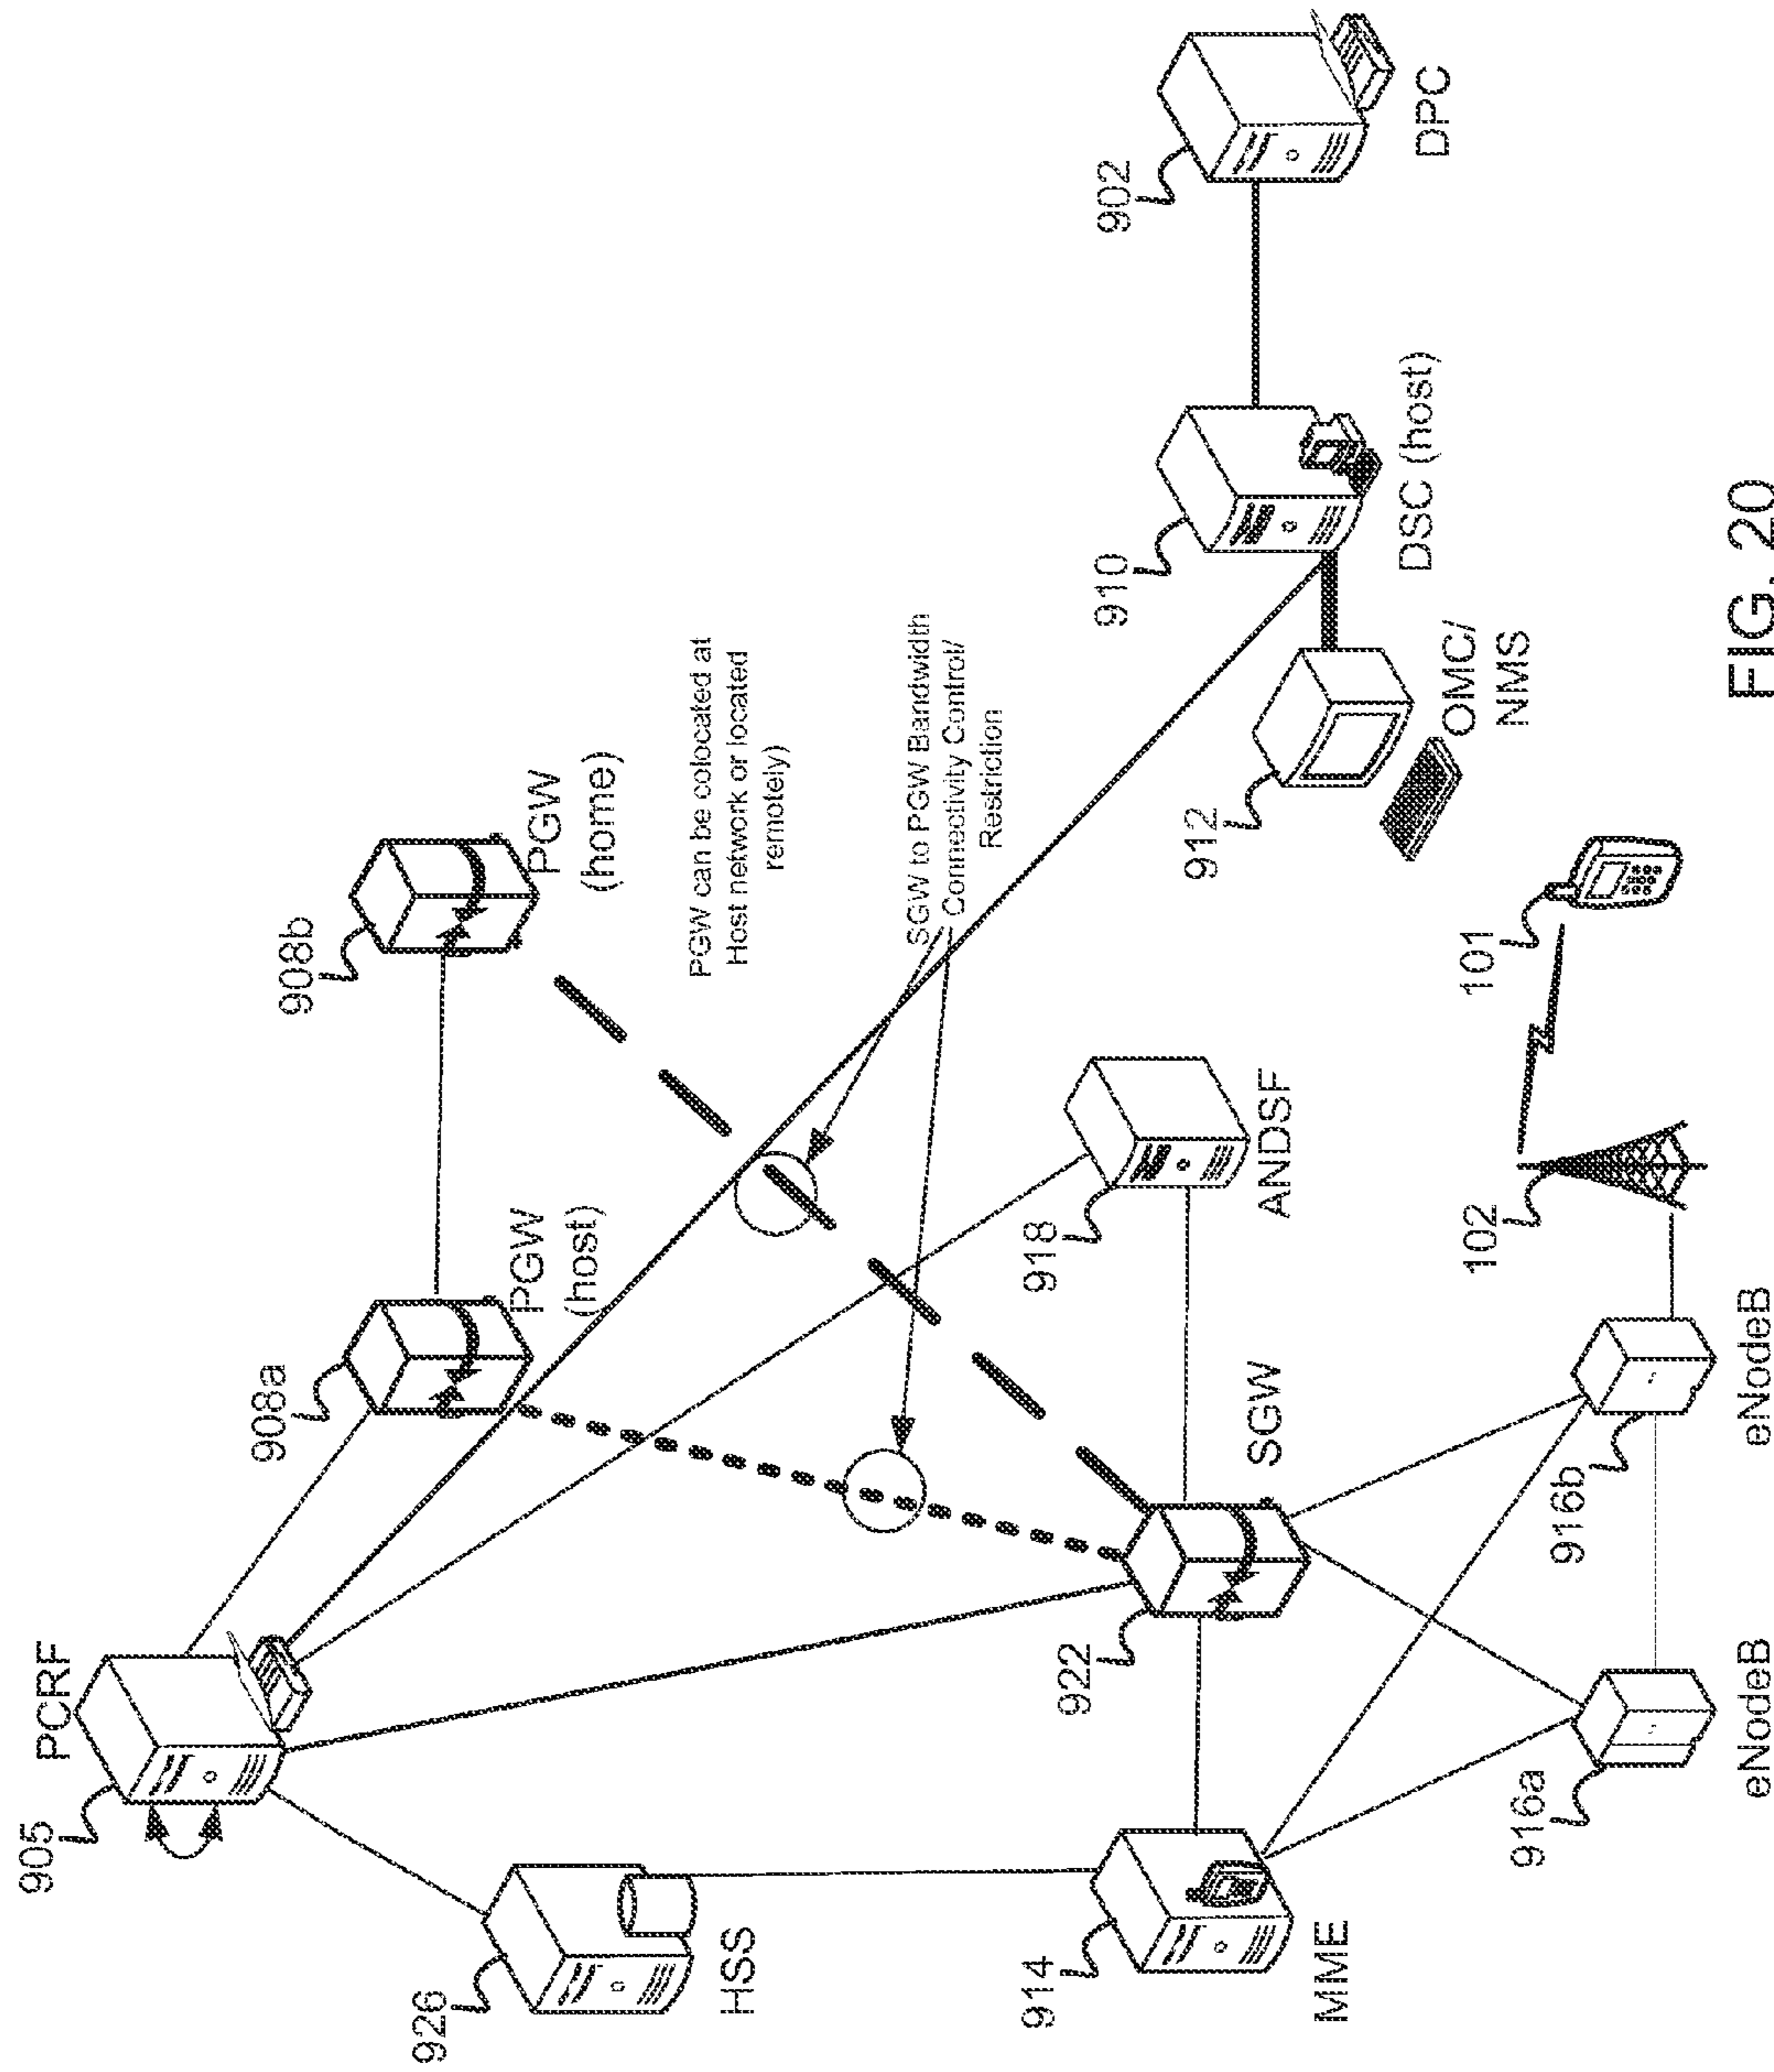 905
PCRF
908a
PGW
(host)
908b
PGW
(home)
PGW can be colocated at
Host network or located
remotely)
SGW to PGW Bandwidth
Connectivity Control/
Restriction
926
HSS
914
MME
922
SGW
918
ANDSF
912
OMC/
NMS
910
DSC (host)
902
DPC
916a
eNodeB
916b
eNodeB
102
101
FIG. 20